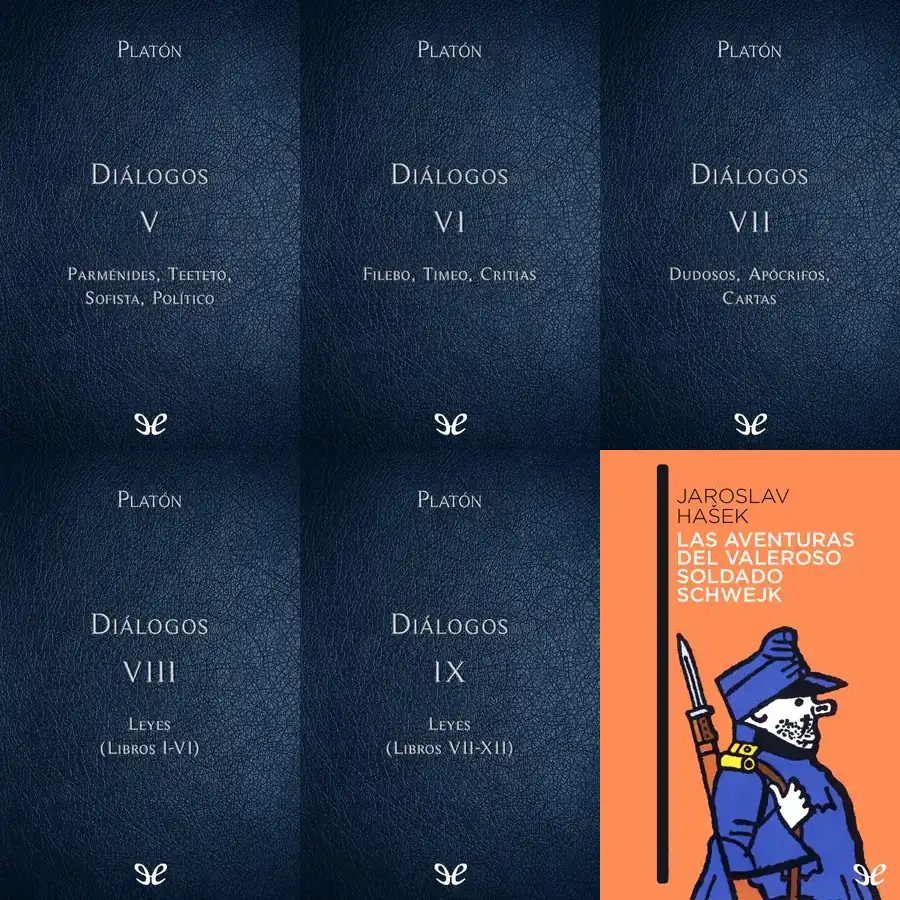 Platón
Diálogos
V
Parménides, Teeteto,
Sofista, Político
Platón
Diálogos
VI
Filebo, Timeo, Critias
Platón
Diálogos
VII
Dudosos, Apócrifos,
Cartas
Platón
Diálogos
VIII
Leyes
(Libros I-VI)
Platón
Diálogos
IX
Leyes
(Libros VII-XII)
JAROSLAV
HAŠEK
LAS AVENTURAS
DEL VALEROSO
SOLDADO
SCHWEJK